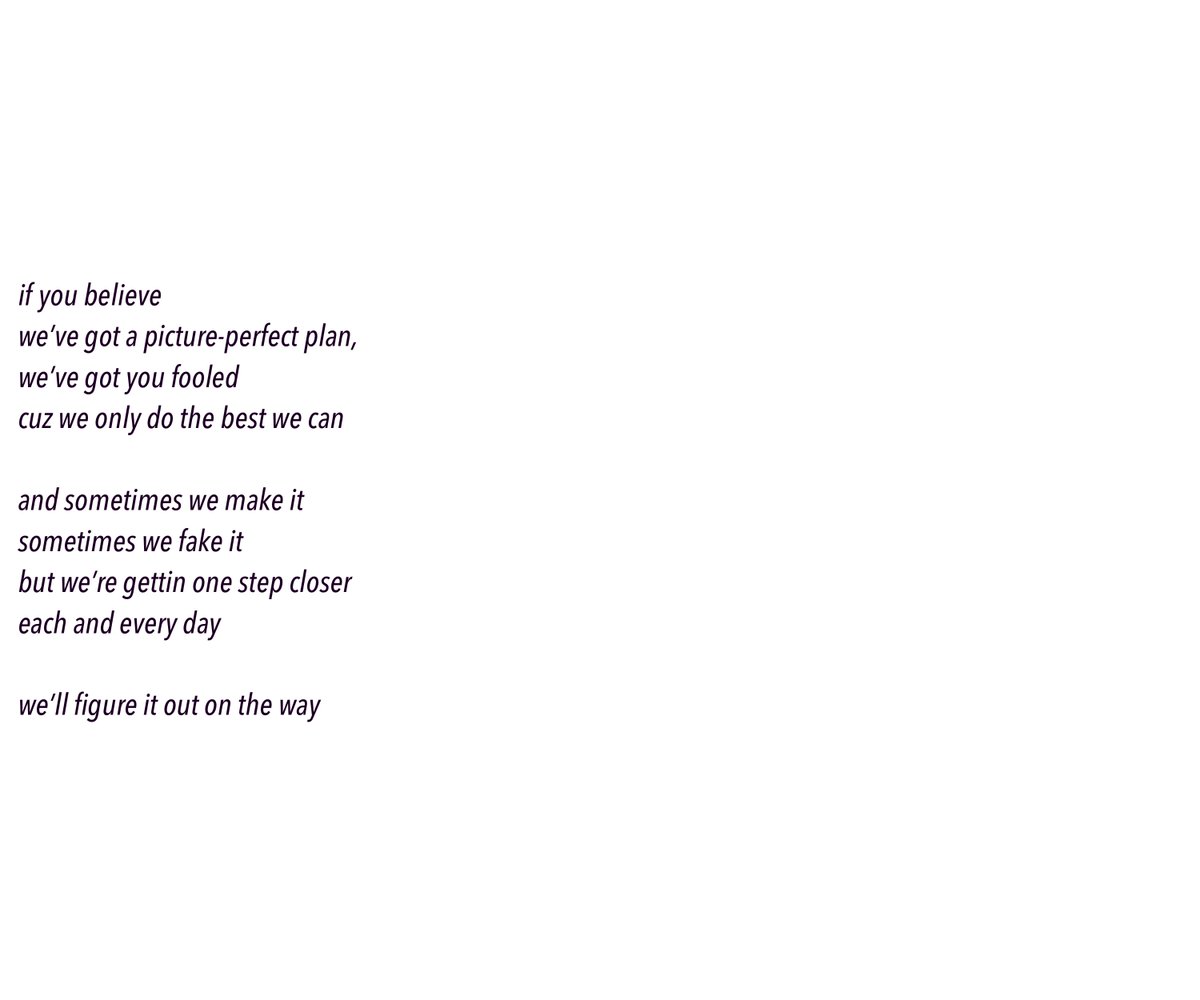 if you believe
we’ve got a picture-perfect plan,
we’ve got you fooled
cuz we only do the best we can
and sometimes we make it
sometimes we fake it
but we’re gettin one step closer
each and every day
we’ll figure it out on the way